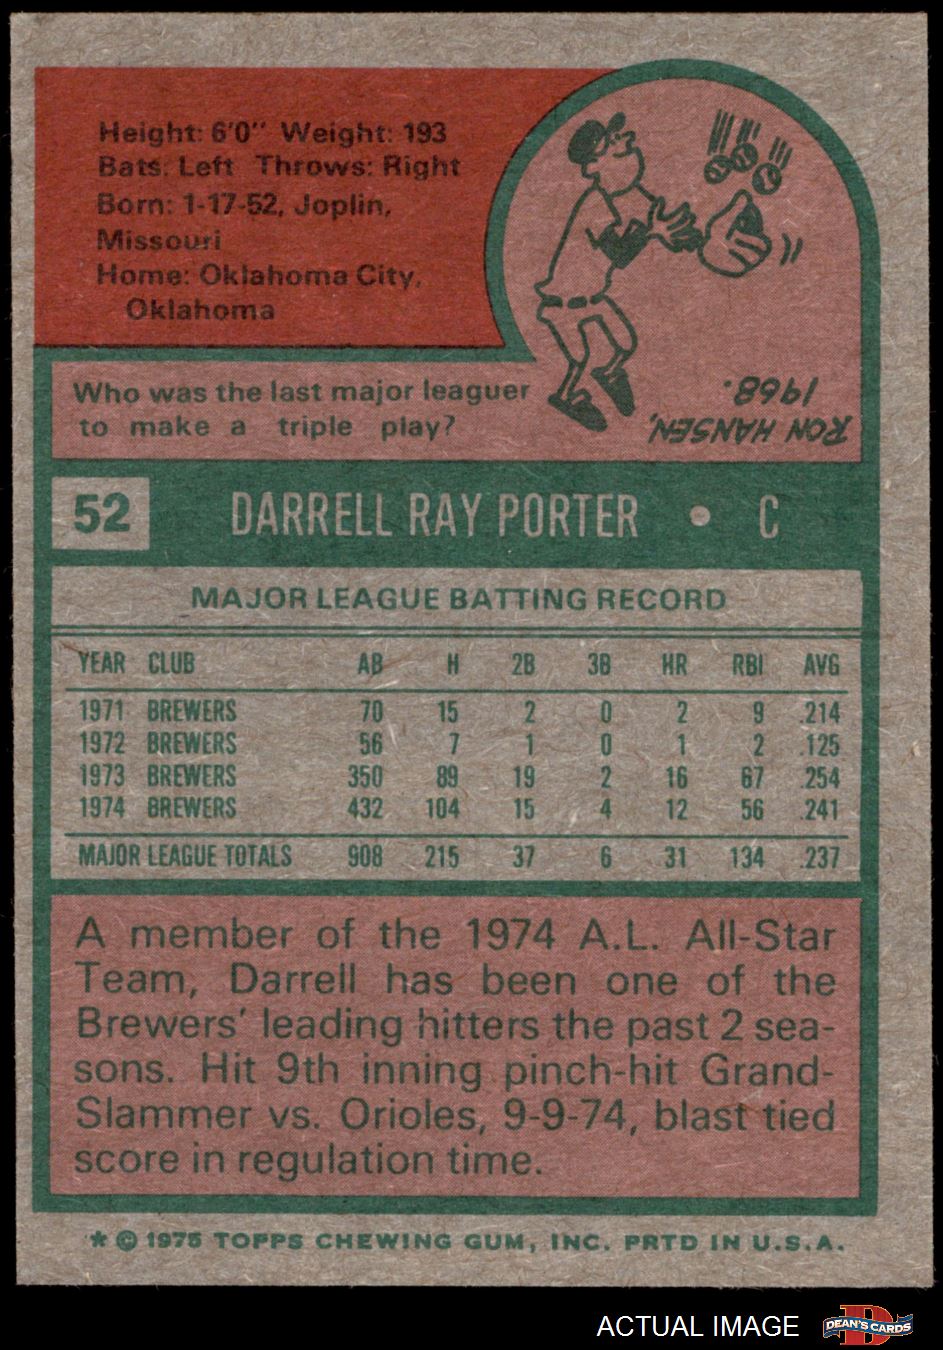 Height: 6'0" Weight: 193
Bats: Left Throws: Right
Born: 1-17-52, Joplin,
Missouri
Home: Oklahoma City,
Oklahoma
Who was the last major leaguer
to make a triple play?
RON HANSEN,
1968.
52 DARRELL RAY PORTER • C
MAJOR LEAGUE BATTING RECORD
YEAR CLUB AB H 2B 3B HR RBI AVG
1971 BREWERS 70 15 2 0 2 9 .214
1972 BREWERS 56 7 1 0 1 2 .125
1973 BREWERS 350 89 19 2 16 67 .254
1974 BREWERS 432 104 15 4 12 56 .241
MAJOR LEAGUE TOTALS 908 215 37 6 31 134 .237
A member of the 1974 A.L. All-Star
Team, Darrell has been one of the
Brewers' leading hitters the past 2 sea-
sons. Hit 9th inning pinch-hit Grand-
Slammer vs. Orioles, 9-9-74, blast tied
score in regulation time.
* © 1975 TOPPS CHEWING GUM, INC. PRTD IN U.S.A.
ACTUAL IMAGE
DEAN'S CARDS